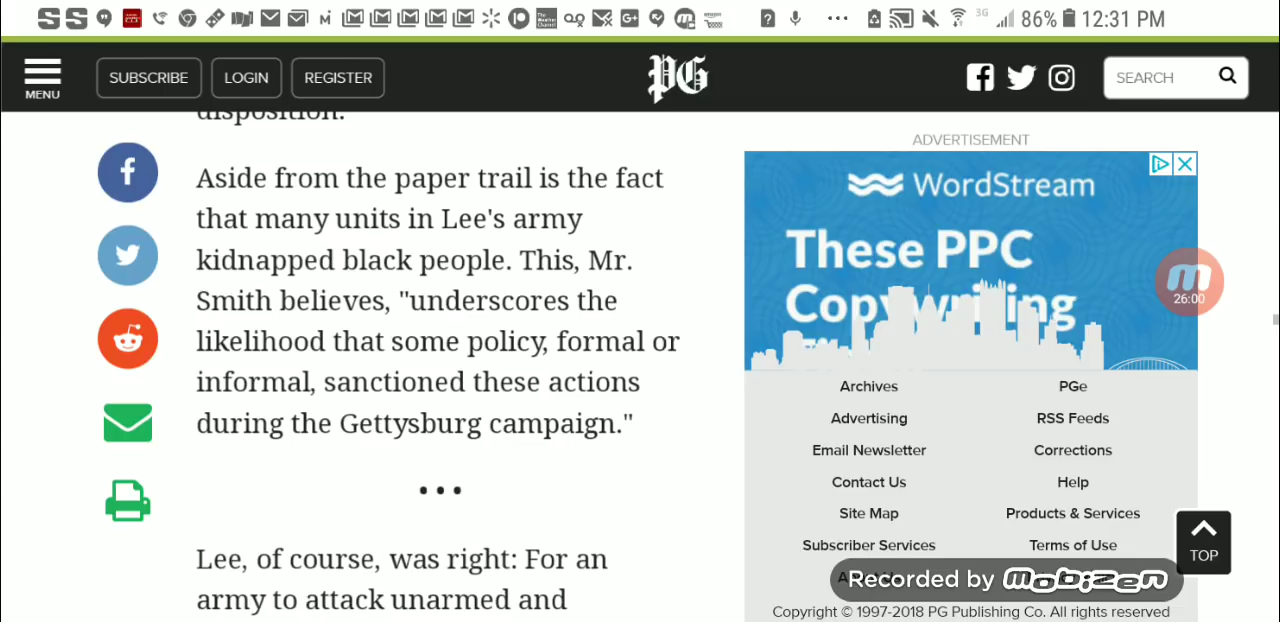 3G 86% 12:31 PM
MENU
SUBSCRIBE
LOGIN
REGISTER
PG
SEARCH
disposition.
Aside from the paper trail is the fact
that many units in Lee's army
kidnapped black people. This, Mr.
Smith believes, "underscores the
likelihood that some policy, formal or
informal, sanctioned these actions
during the Gettysburg campaign."
•••
Lee, of course, was right: For an
army to attack unarmed and
ADVERTISEMENT
WordStream
These PPC
Copywriting
26:00
Archives PGe
Advertising RSS Feeds
Email Newsletter Corrections
Contact Us Help
Site Map Products & Services
Subscriber Services Terms of Use
TOP
Recorded by mobizen
Copyright © 1997-2018 PG Publishing Co. All rights reserved